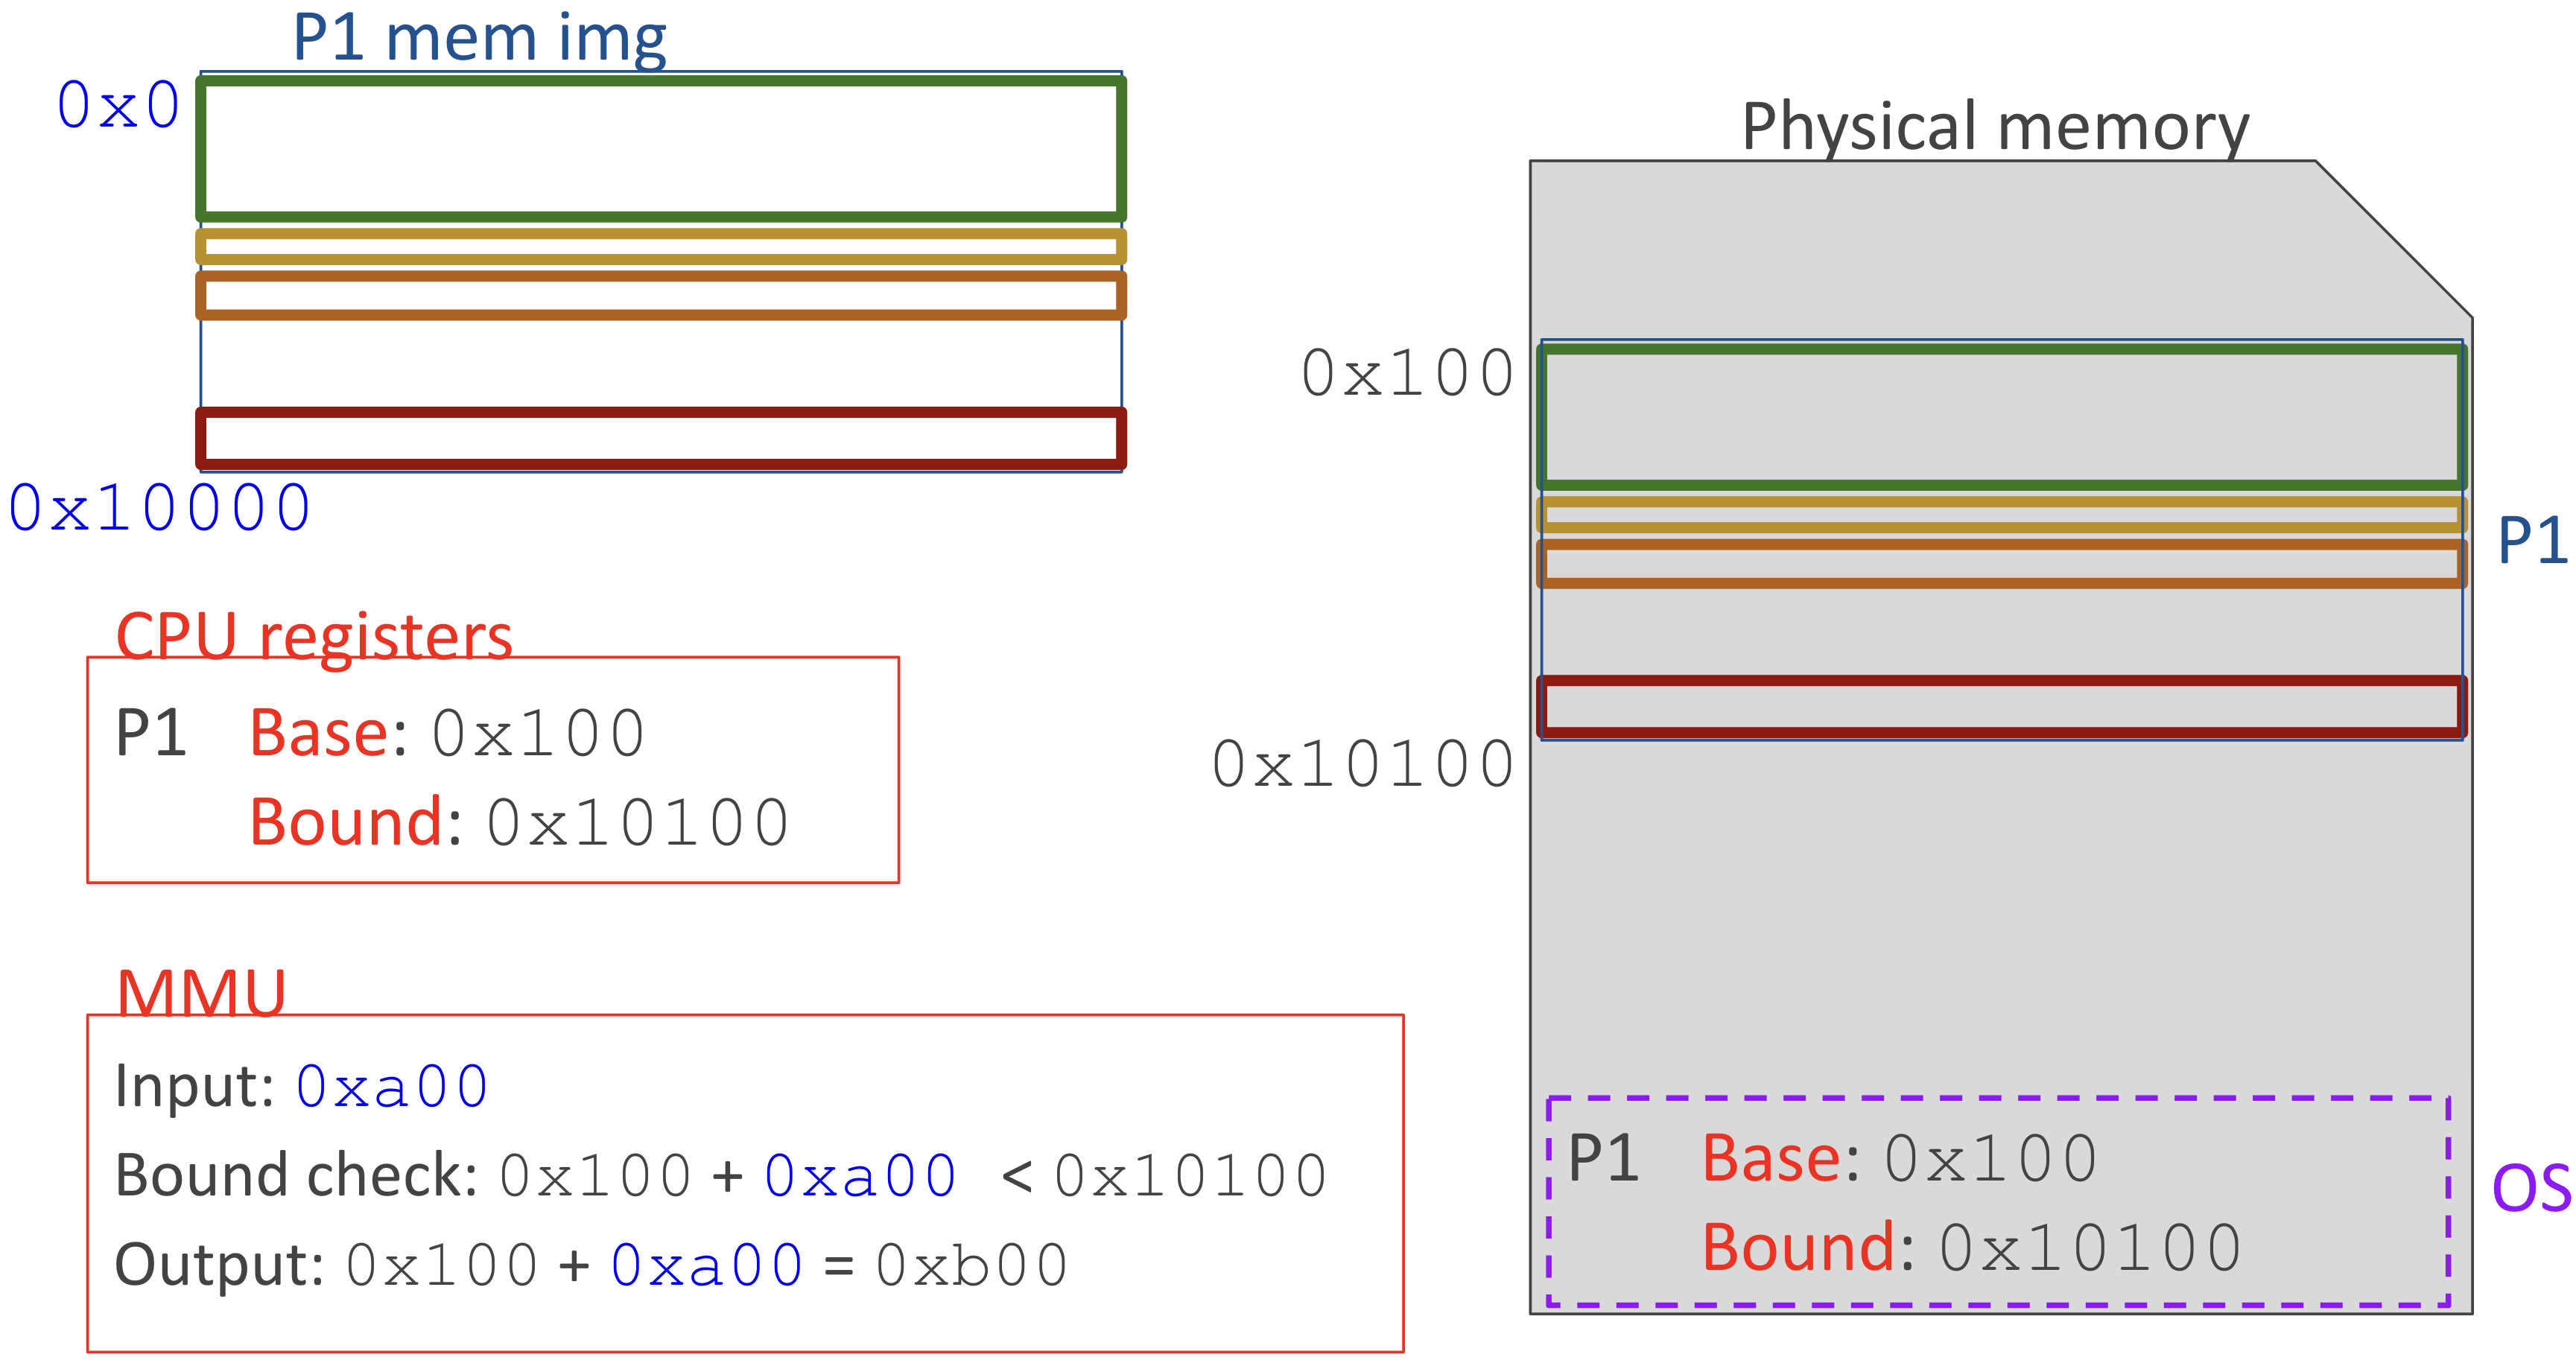 P1 mem img
0x0
0x10000
CPU registers
P1 Base: 0x100
Bound: 0x10100
MMU
Input: 0xa00
Bound check: 0x100 + 0xa00 < 0x10100
Output: 0x100 + 0xa00 = 0xb00
Physical memory
0x100
P1
0x10100
P1 Base: 0x100
Bound: 0x10100
OS